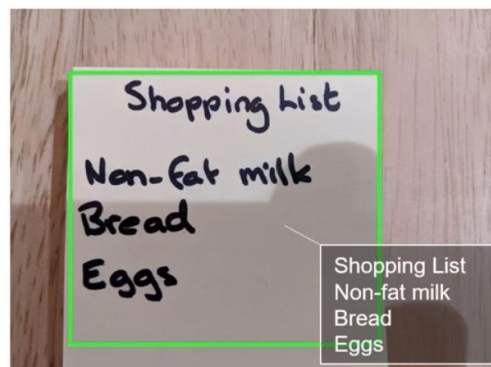 Shopping List
Non-fat milk
Bread
Eggs
Shopping List
Non-fat milk
Bread
Eggs